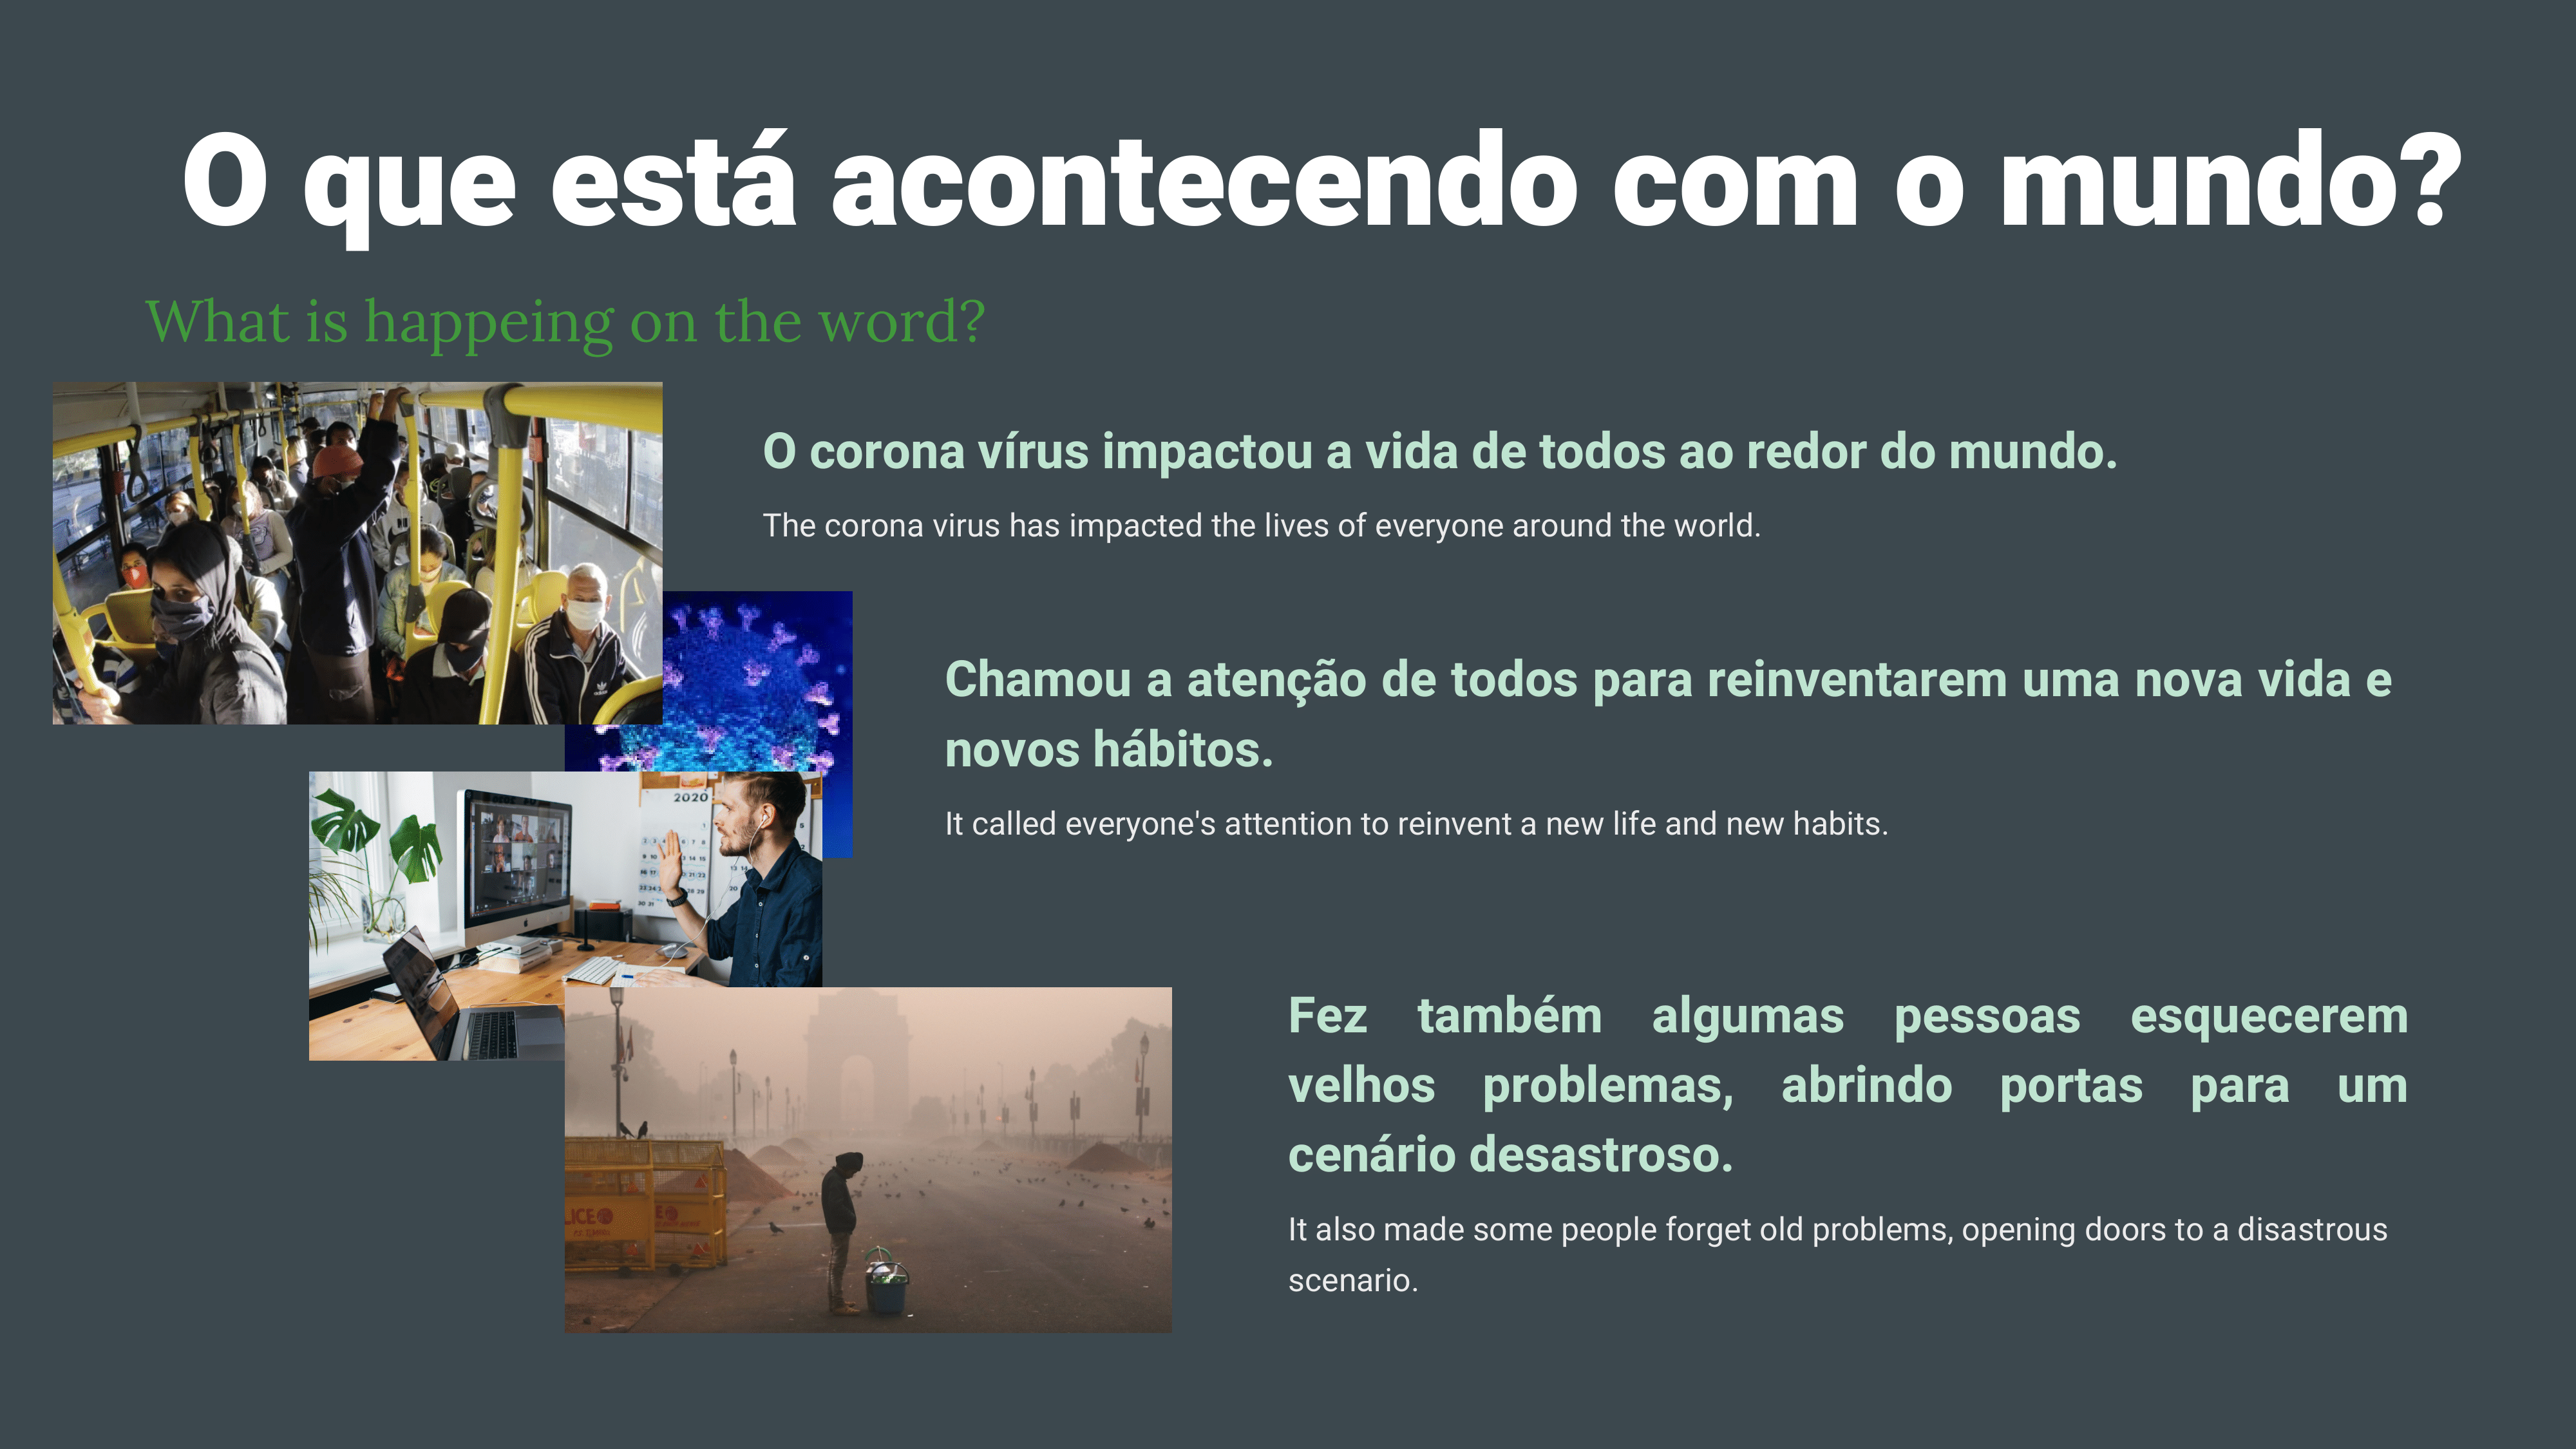 O que está acontecendo com o mundo?
What is happeing on the word?
O corona vírus impactou a vida de todos ao redor do mundo.
The corona virus has impacted the lives of everyone around the world.
Chamou a atenção de todos para reinventarem uma nova vida e
novos hábitos.
It called everyone's attention to reinvent a new life and new habits.
2020
Fez também algumas pessoas esquecerem
velhos problemas, abrindo portas para um
cenário desastroso.
It also made some people forget old problems, opening doors to a disastrous
scenario.